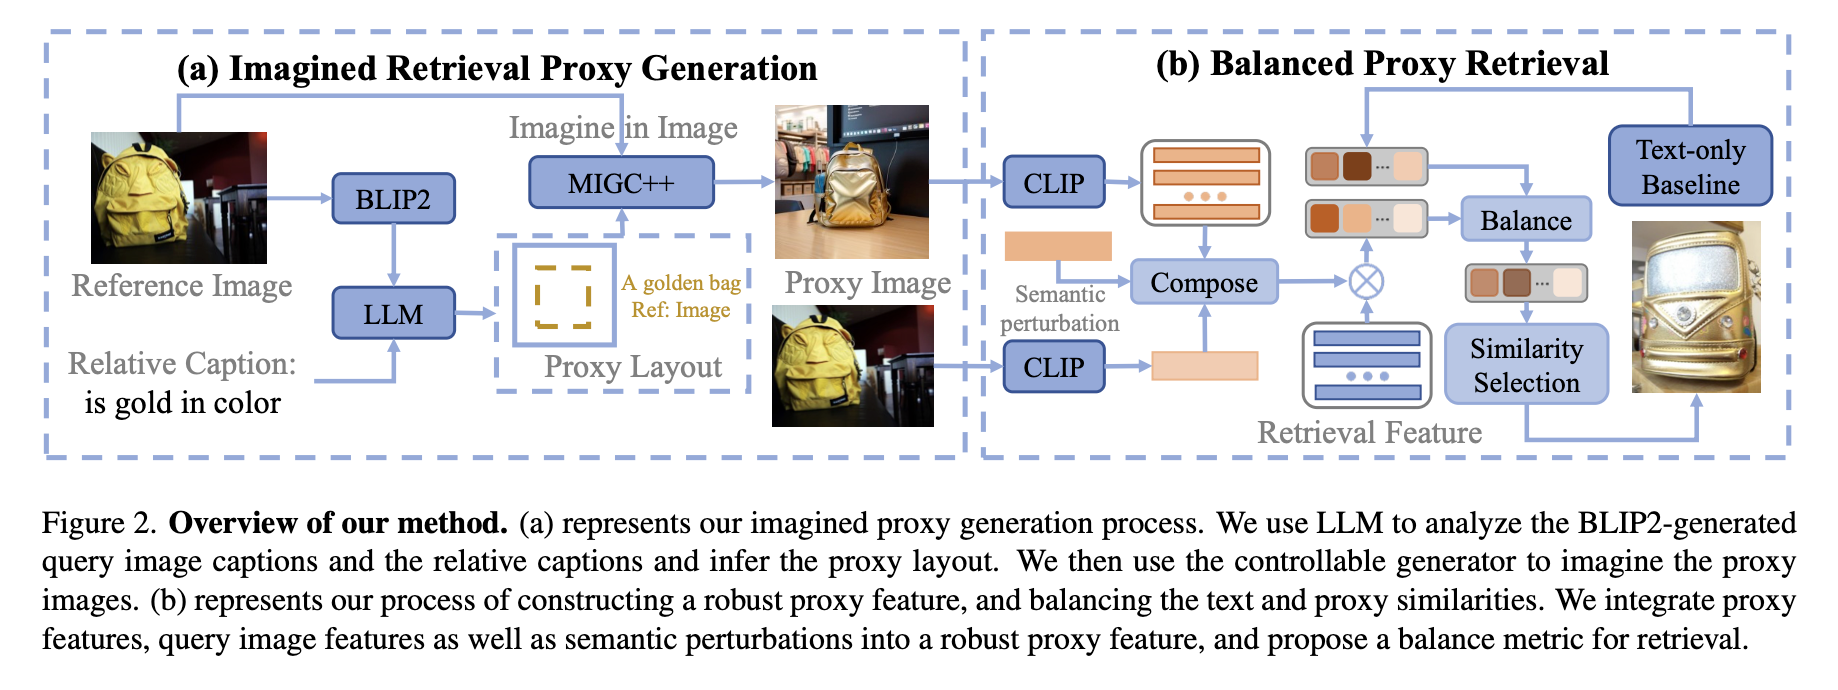 (a) Imagined Retrieval Proxy Generation
Imagine in Image
BLIP2
MIGC++
Reference Image
LLM
A golden bag
Ref: Image
Proxy Layout
Relative Caption:
is gold in color
Proxy Image
(b) Balanced Proxy Retrieval
CLIP
Text-only
Baseline
Balance
Compose
Semantic
perturbation
CLIP
Similarity
Selection
Retrieval Feature
Figure 2. Overview of our method. (a) represents our imagined proxy generation process. We use LLM to analyze the BLIP2-generated
query image captions and the relative captions and infer the proxy layout. We then use the controllable generator to imagine the proxy
images. (b) represents our process of constructing a robust proxy feature, and balancing the text and proxy similarities. We integrate proxy
features, query image features as well as semantic perturbations into a robust proxy feature, and propose a balance metric for retrieval.